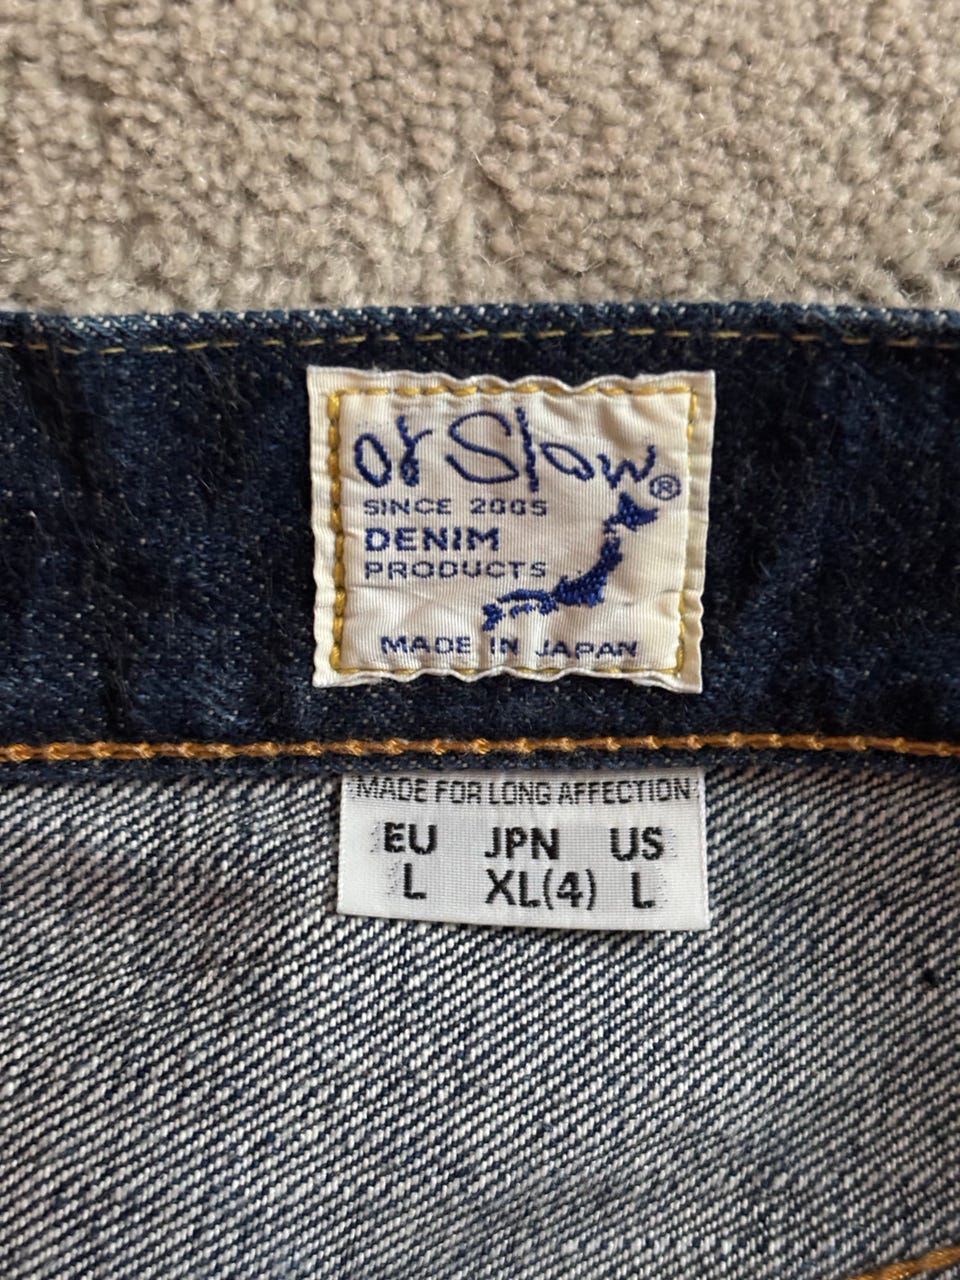 or Slow®
SINCE 2005
DENIM
PRODUCTS
MADE IN JAPAN
MADE FOR LONG AFFECTION
EU JPN US
L XL(4) L